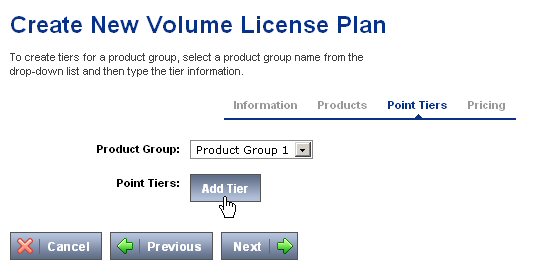 Create New Volume License Plan
To create tiers for a product group, select a product group name from the
drop-down list and then type the tier information.
Information Products Point Tiers Pricing
Product Group: Product Group 1
Point Tiers: Add Tier
Cancel Previous Next